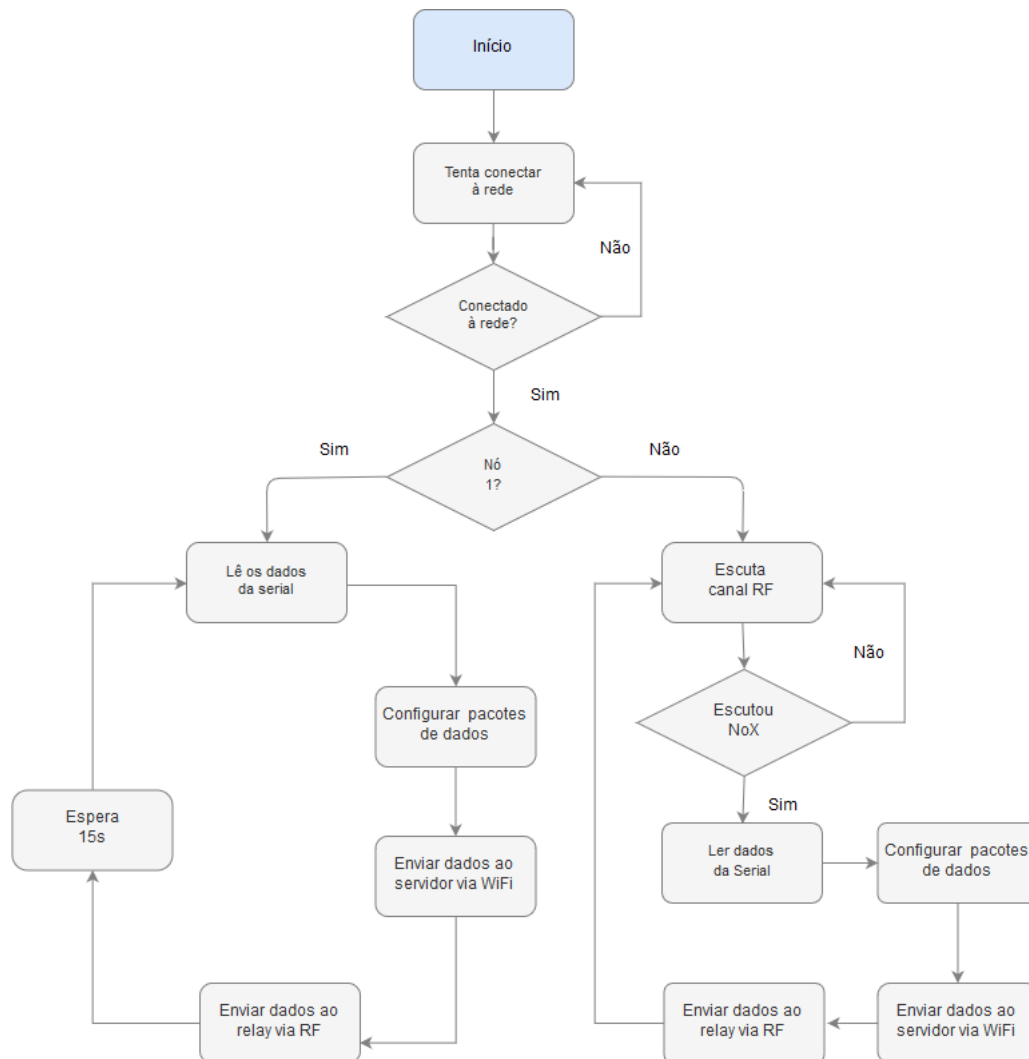 Início
Tenta conectar
à rede
Não
Conectado
à rede?
Sim
Sim
Nó
1?
Não
Lê os dados
da serial
Escuta
canal RF
Não
Configurar pacotes
de dados
Escutou
NoX
Sim
Espera
15s
Enviar dados ao
servidor via WiFi
Ler dados
da Serial
Configurar pacotes
de dados
Enviar dados ao
relay via RF
Enviar dados ao
relay via RF
Enviar dados ao
servidor via WiFi